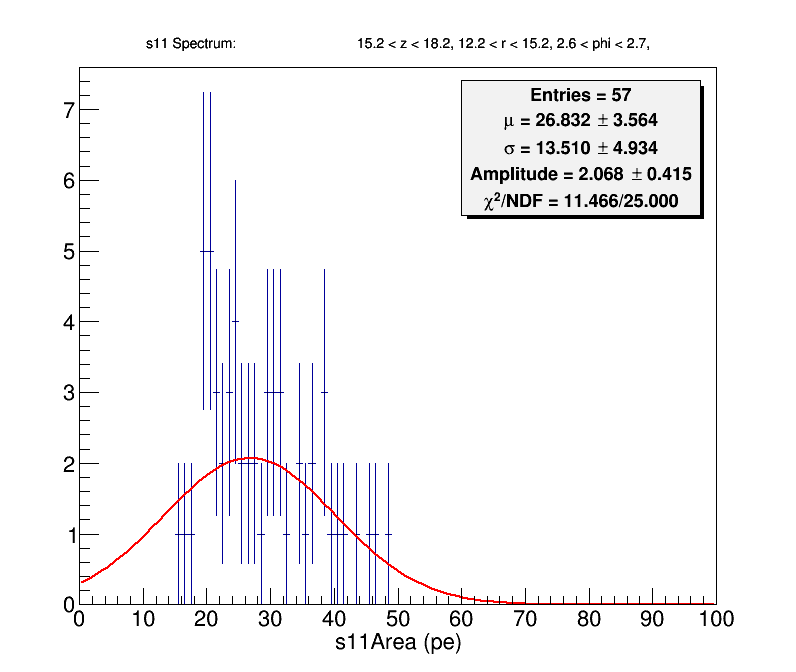 s11 Spectrum: 15.2 < z < 18.2, 12.2 < r < 15.2, 2.6 < phi < 2.7,
Entries = 57
μ = 26.832 ± 3.564
σ = 13.510 ± 4.934
Amplitude = 2.068 ± 0.415
χ²/NDF = 11.466/25.000
7
6
5
4
3
2
1
0
0 10 20 30 40 50 60 70 80 90 100
s11Area (pe)